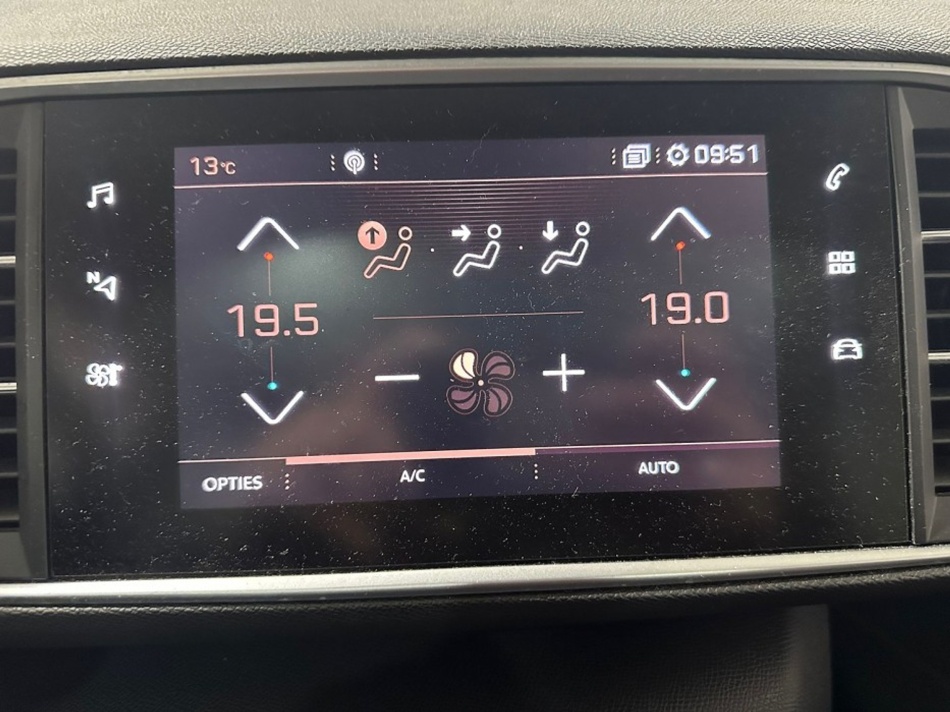 13°C
09:51
N
19.5
19.0
OPTIES
A/C
AUTO